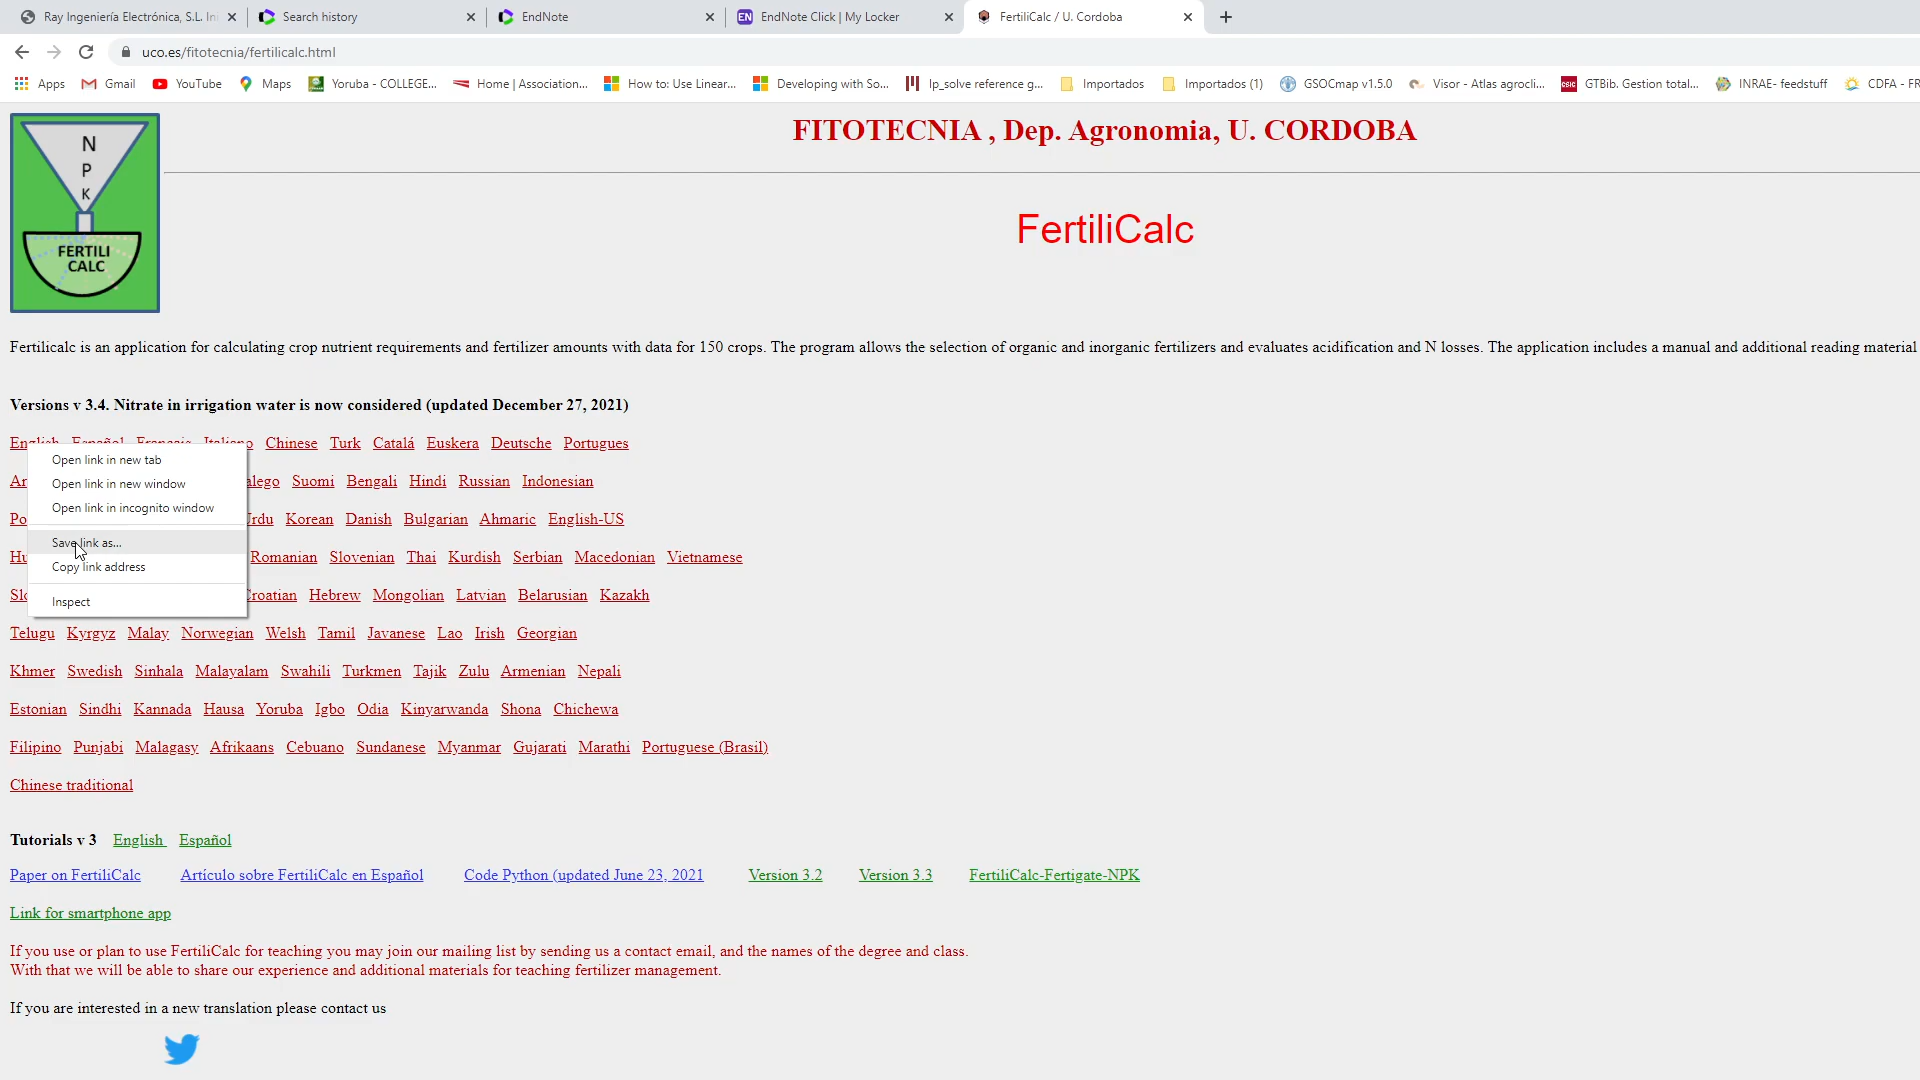 Ray Ingeniería Electrónica, S.L. In
Search history
EndNote
EN EndNote Click | My Locker
FertiliCalc / U. Cordoba
uco.es/fitotecnia/fertilicalc.html
Apps Gmail YouTube Maps Yoruba - COLLEGE... Home | Association... How to: Use Linear... Developing with So... lp_solve reference g... Importados Importados (1) GSOCmap v1.5.0 Visor - Atlas agrocli... CSIC GTBib. Gestion total... INRAE- feedstuff CDFA - FR
N
P
K
FERTILI
CALC
FITOTECNIA , Dep. Agronomia, U. CORDOBA
FertiliCalc
Fertilicalc is an application for calculating crop nutrient requirements and fertilizer amounts with data for 150 crops. The program allows the selection of organic and inorganic fertilizers and evaluates acidification and N losses. The application includes a manual and additional reading material
Versions v 3.4. Nitrate in irrigation water is now considered (updated December 27, 2021)
English Español Français Italiano Chinese Turk Catalá Euskera Deutsche Portugues
Ar alego Suomi Bengali Hindi Russian Indonesian
Po Urdu Korean Danish Bulgarian Ahmaric English-US
Hu Romanian Slovenian Thai Kurdish Serbian Macedonian Vietnamese
Slo Croatian Hebrew Mongolian Latvian Belarusian Kazakh
Open link in new tab
Open link in new window
Open link in incognito window
Save link as...
Copy link address
Inspect
Telugu Kyrgyz Malay Norwegian Welsh Tamil Javanese Lao Irish Georgian
Khmer Swedish Sinhala Malayalam Swahili Turkmen Tajik Zulu Armenian Nepali
Estonian Sindhi Kannada Hausa Yoruba Igbo Odia Kinyarwanda Shona Chichewa
Filipino Punjabi Malagasy Afrikaans Cebuano Sundanese Myanmar Gujarati Marathi Portuguese (Brasil)
Chinese traditional
Tutorials v 3 English Español
Paper on FertiliCalc Artículo sobre FertiliCalc en Español Code Python (updated June 23, 2021 Version 3.2 Version 3.3 FertiliCalc-Fertigate-NPK
Link for smartphone app
If you use or plan to use FertiliCalc for teaching you may join our mailing list by sending us a contact email, and the names of the degree and class.
With that we will be able to share our experience and additional materials for teaching fertilizer management.
If you are interested in a new translation please contact us